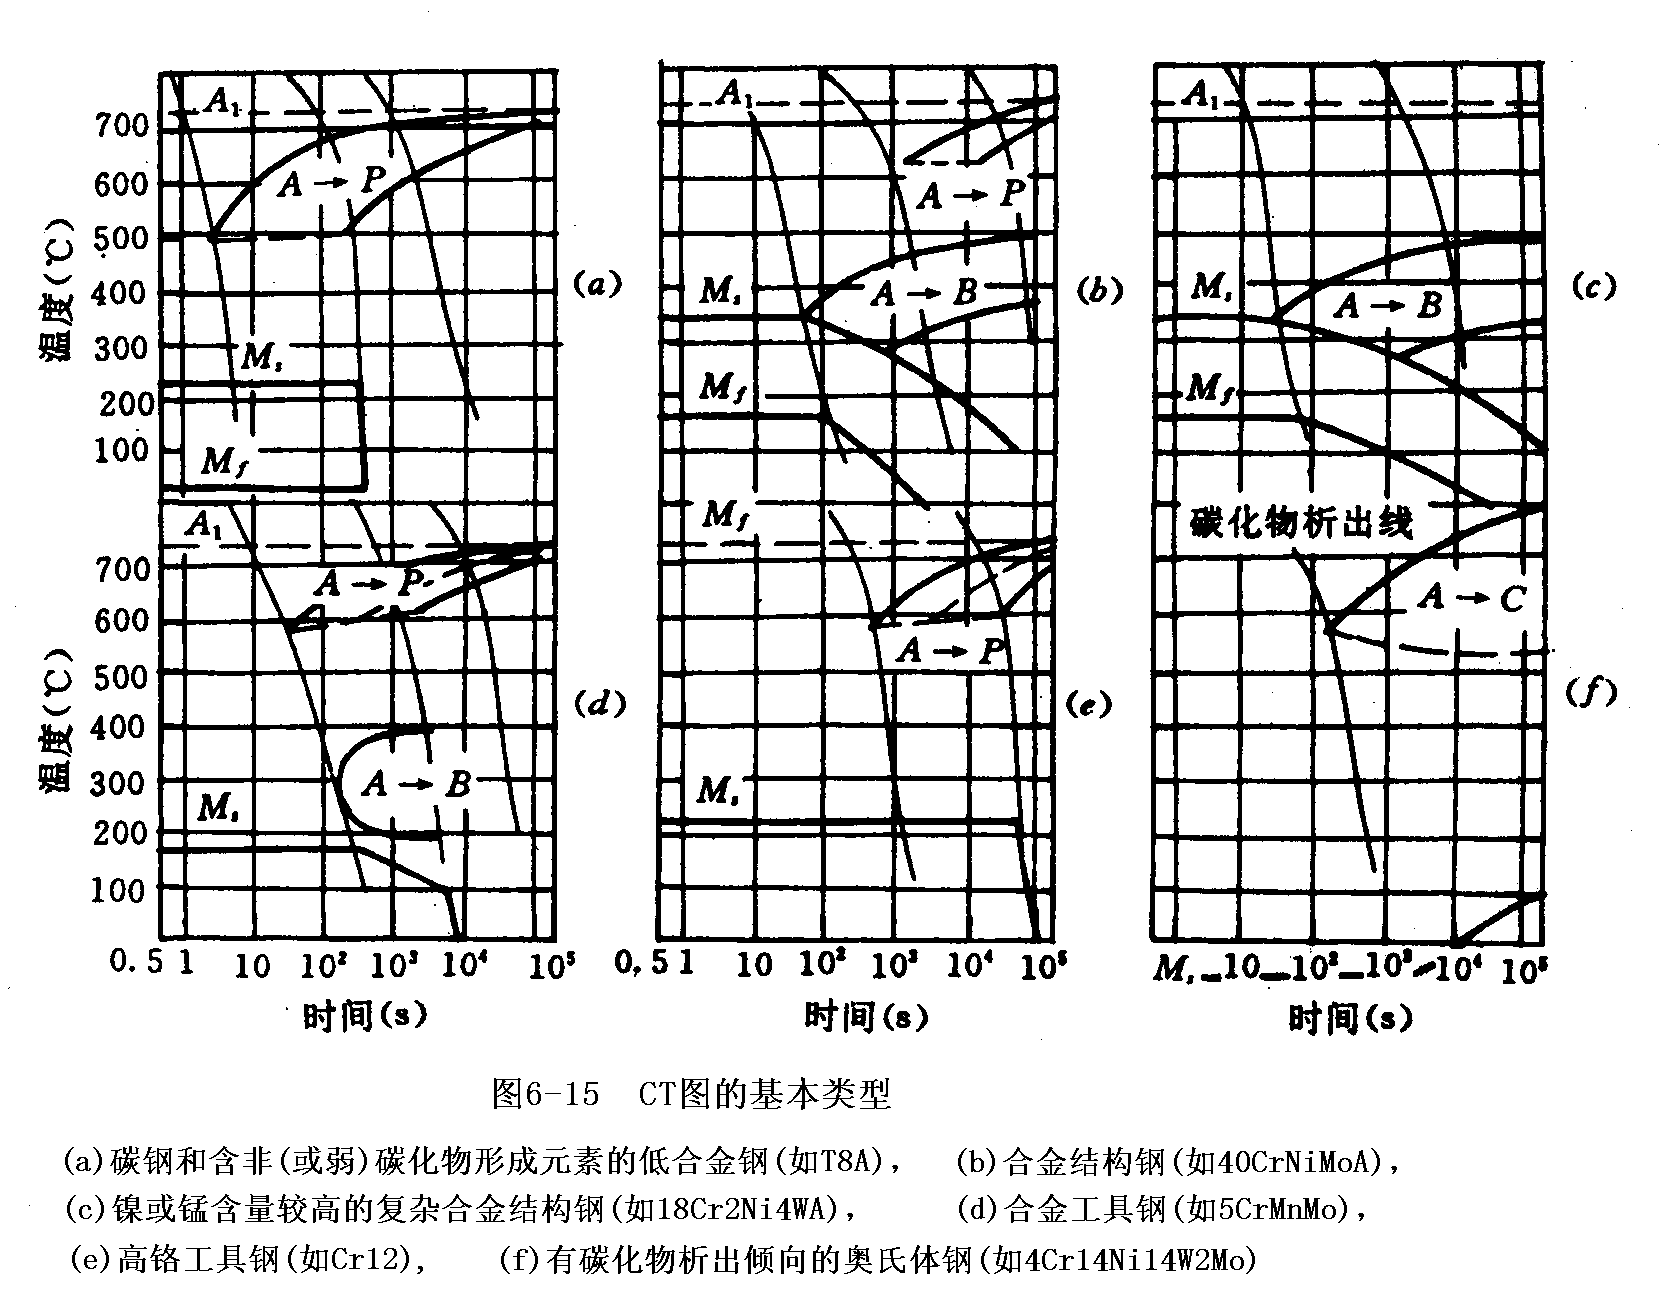 A₁
700
600
500
400
300
200
100
温度(℃)
A → P
Mₛ
M_f
(a)
A₁
A → P
Mₛ
A → B
M_f
(b)
A₁
Mₛ
A → B
M_f
(c)
A₁
700
600
500
400
300
200
100
温度(℃)
A → P
A → B
Mₛ
(d)
0.5 1 10 10² 10³ 10⁴ 10⁵
时间(s)
M_f
A → P
Mₛ
(e)
0,5 1 10 10² 10³ 10⁴ 10⁵
时间(s)
碳化物析出线
A → C
(f)
Mₛ 10 10² 10³ 10⁴ 10⁵
时间(s)
图6-15 CT图的基本类型
(a)碳钢和含非(或弱)碳化物形成元素的低合金钢(如T8A), (b)合金结构钢(如40CrNiMoA),
(c)镍或锰含量较高的复杂合金结构钢(如18Cr2Ni4WA), (d)合金工具钢(如5CrMnMo),
(e)高铬工具钢(如Cr12), (f)有碳化物析出倾向的奥氏体钢(如4Cr14Ni14W2Mo)